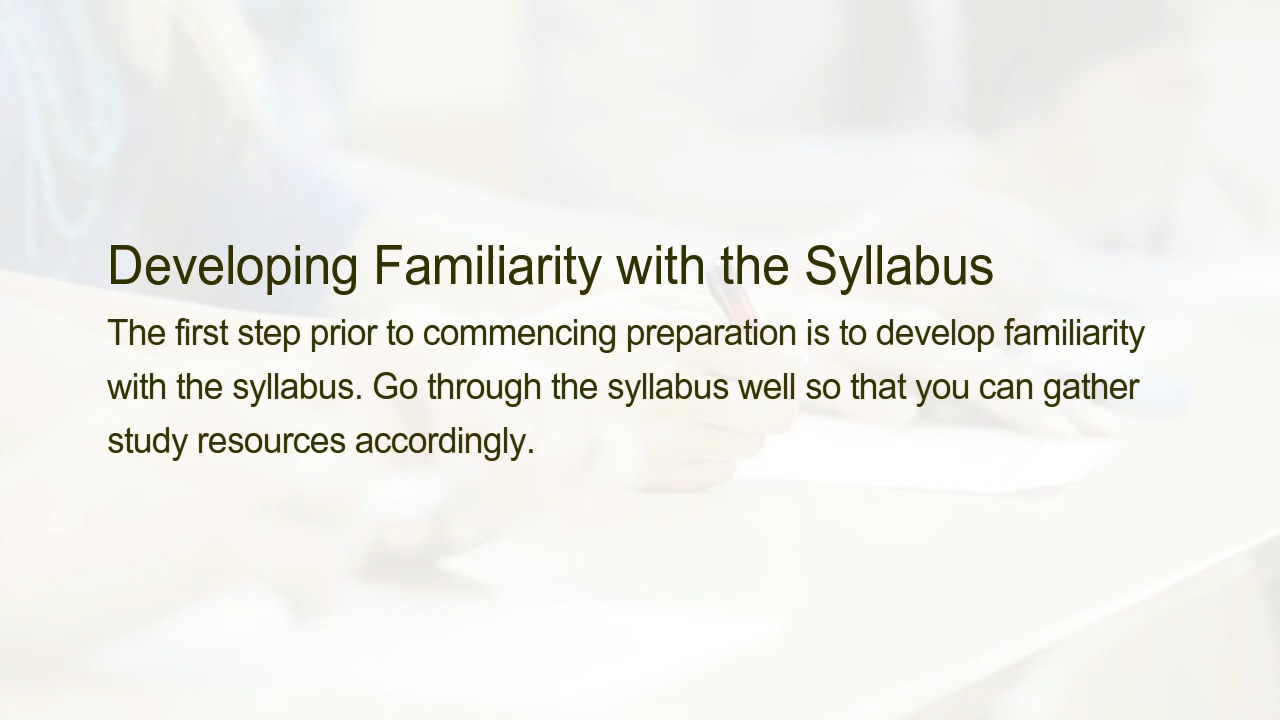 Developing Familiarity with the Syllabus
The first step prior to commencing preparation is to develop familiarity
with the syllabus. Go through the syllabus well so that you can gather
study resources accordingly.